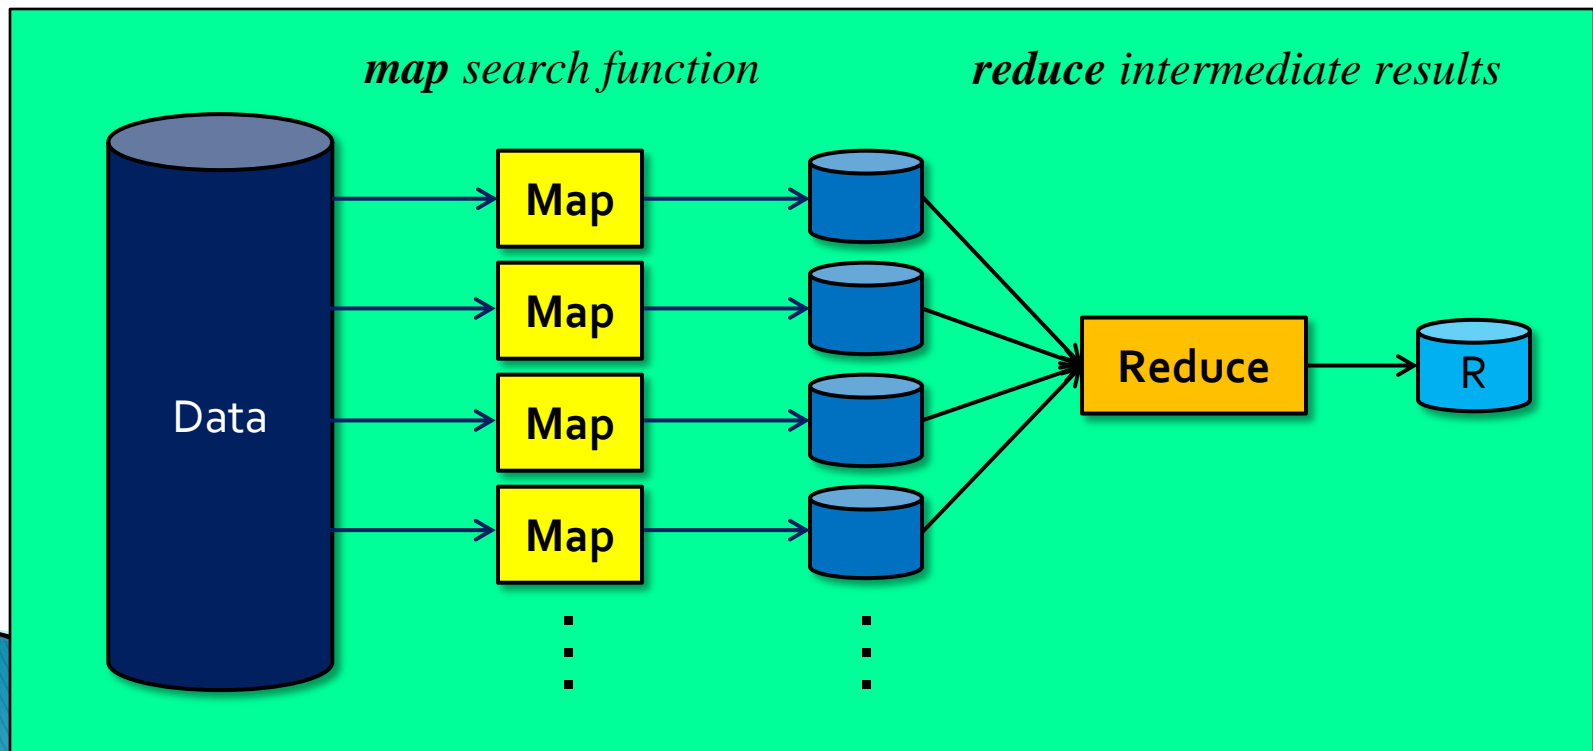 map search function
reduce intermediate results
Data
Map
Map
Map
Map
Reduce
R